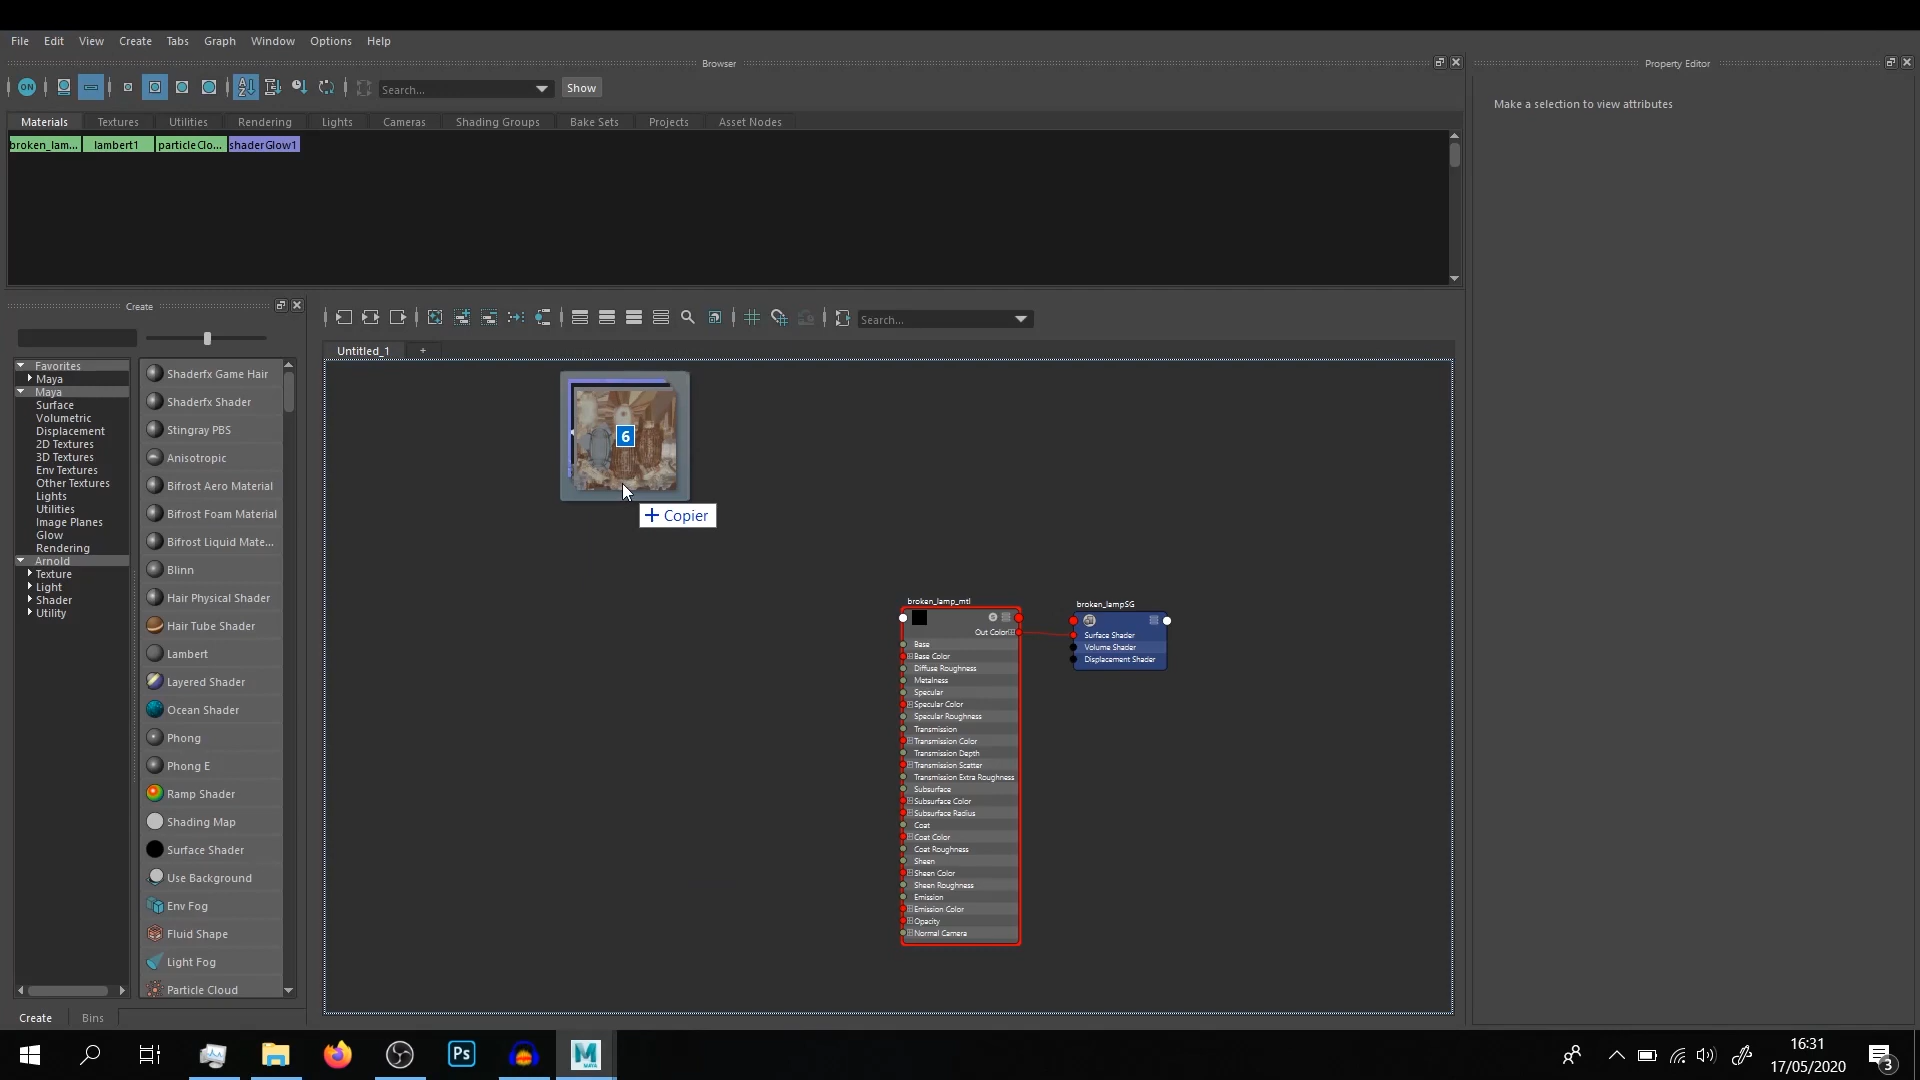 File Edit View Create Tabs Graph Window Options Help
Browser
Property Editor
ON
Search...
Show
Make a selection to view attributes
Materials Textures Utilities Rendering Lights Cameras Shading Groups Bake Sets Projects Asset Nodes
broken_lam... lambert1 particleClo... shaderGlow1
Create
Search...
Untitled_1 +
Favorites
Maya
Maya
Surface
Volumetric
Displacement
2D Textures
3D Textures
Env Textures
Other Textures
Lights
Utilities
Image Planes
Glow
Rendering
Arnold
Texture
Light
Shader
Utility
Shaderfx Game Hair
Shaderfx Shader
Stingray PBS
Anisotropic
Bifrost Aero Material
Bifrost Foam Material
Bifrost Liquid Mate...
Blinn
Hair Physical Shader
Hair Tube Shader
Lambert
Layered Shader
Ocean Shader
Phong
Phong E
Ramp Shader
Shading Map
Surface Shader
Use Background
Env Fog
Fluid Shape
Light Fog
Particle Cloud
6
+ Copier
broken_lamp_mtl
Out Color
Base
Base Color
Diffuse Roughness
Metalness
Specular
Specular Color
Specular Roughness
Transmission
Transmission Color
Transmission Depth
Transmission Scatter
Transmission Extra Roughness
Subsurface
Subsurface Color
Subsurface Radius
Coat
Coat Color
Coat Roughness
Sheen
Sheen Color
Sheen Roughness
Emission
Emission Color
Opacity
Normal Camera
broken_lampSG
Surface Shader
Volume Shader
Displacement Shader
Create Bins
Ps
M
16:31
17/05/2020
3